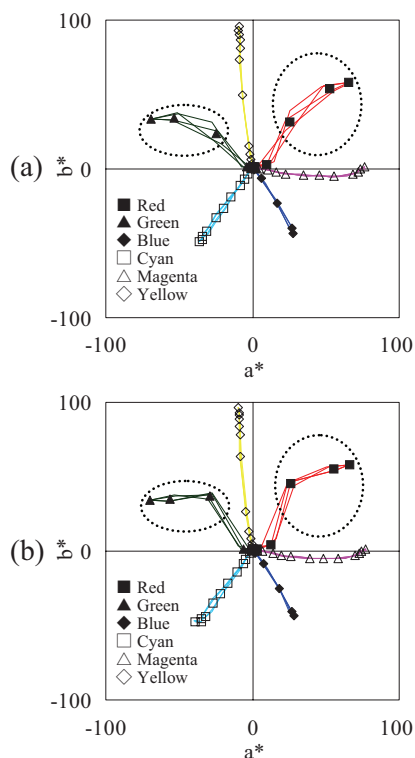 100
(a)
b*
0
Red
Green
Blue
Cyan
Magenta
Yellow
-100
-100 0 100
a*
100
(b)
b*
0
Red
Green
Blue
Cyan
Magenta
Yellow
-100
-100 0 100
a*